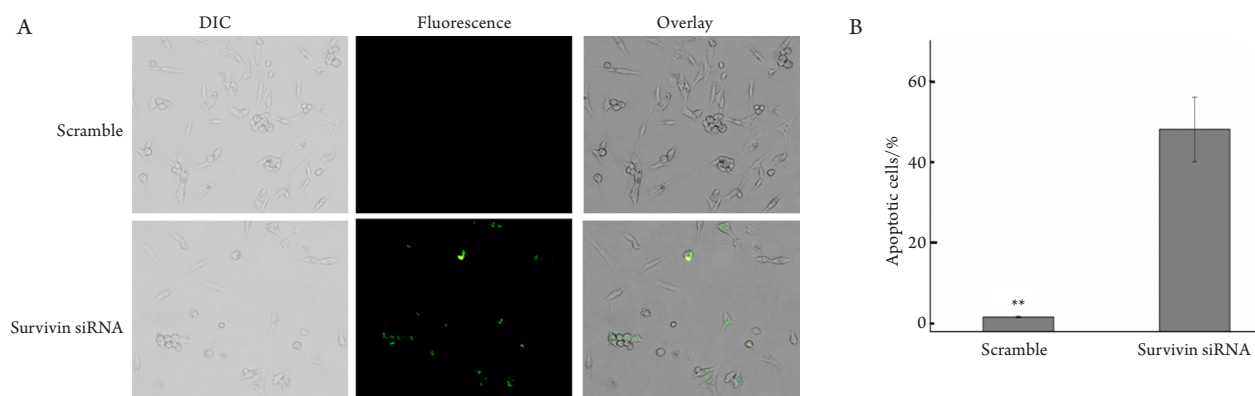 A
DIC
Fluorescence
Overlay
Scramble
Survivin siRNA
B
Apoptotic cells/%
60
40
20
0
**
Scramble
Survivin siRNA